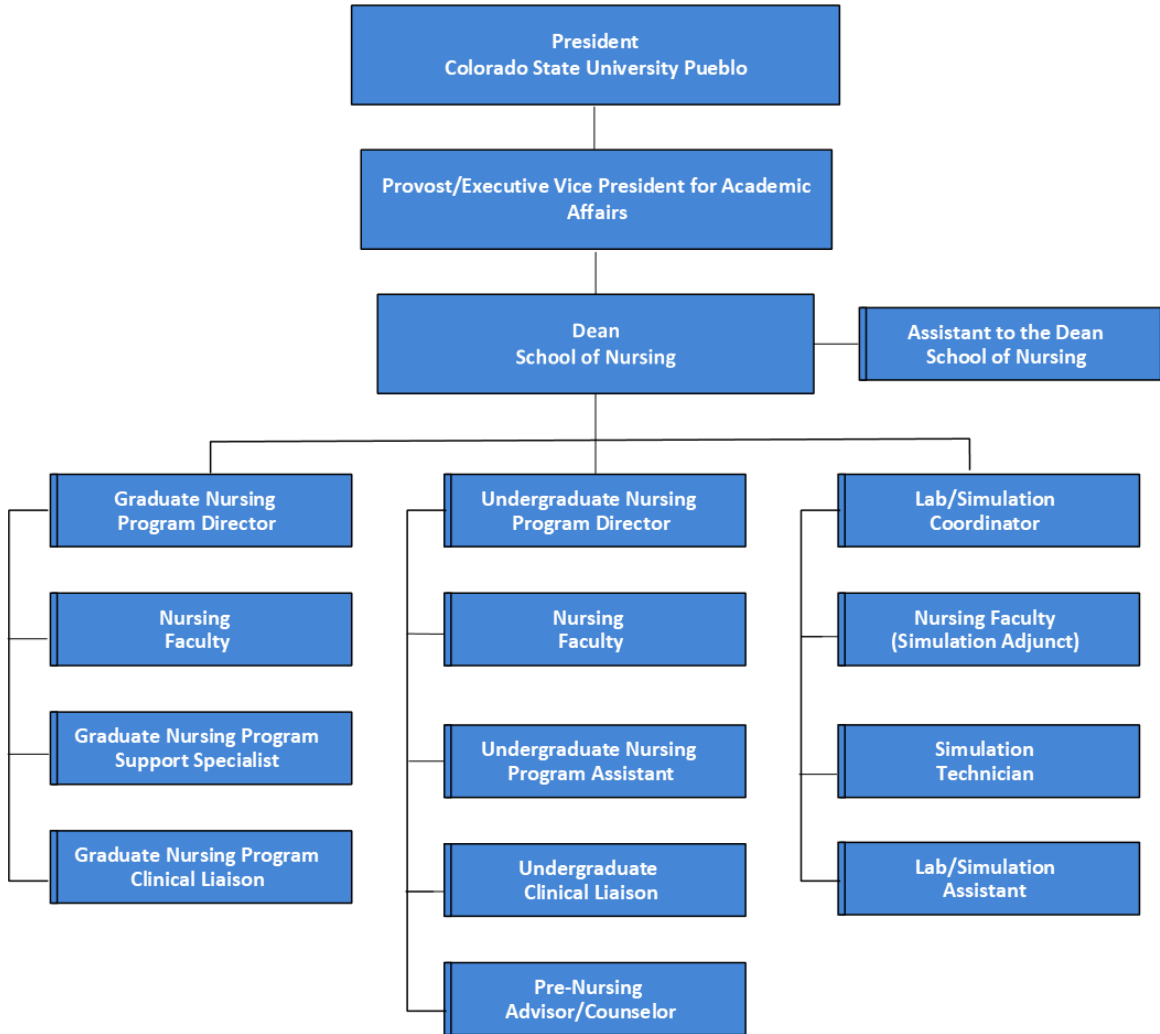 President
Colorado State University Pueblo
Provost/Executive Vice President for Academic
Affairs
Dean
School of Nursing
Assistant to the Dean
School of Nursing
Graduate Nursing
Program Director
Nursing
Faculty
Graduate Nursing Program
Support Specialist
Graduate Nursing Program
Clinical Liaison
Undergraduate Nursing
Program Director
Nursing
Faculty
Undergraduate Nursing
Program Assistant
Undergraduate
Clinical Liaison
Pre-Nursing
Advisor/Counselor
Lab/Simulation
Coordinator
Nursing Faculty
(Simulation Adjunct)
Simulation
Technician
Lab/Simulation
Assistant